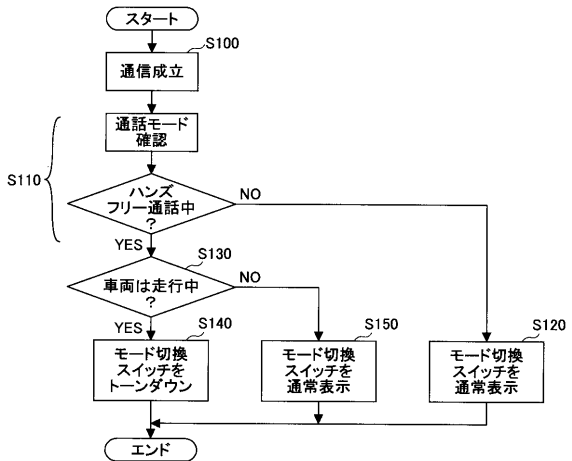 スタート
S100
通信成立
通話モード
確認
S110
ハンズ
フリー通話中
?
NO
YES
S130
車両は走行中
?
NO
YES
S140
モード切換
スイッチを
トーンダウン
S150
モード切換
スイッチを
通常表示
S120
モード切換
スイッチを
通常表示
エンド